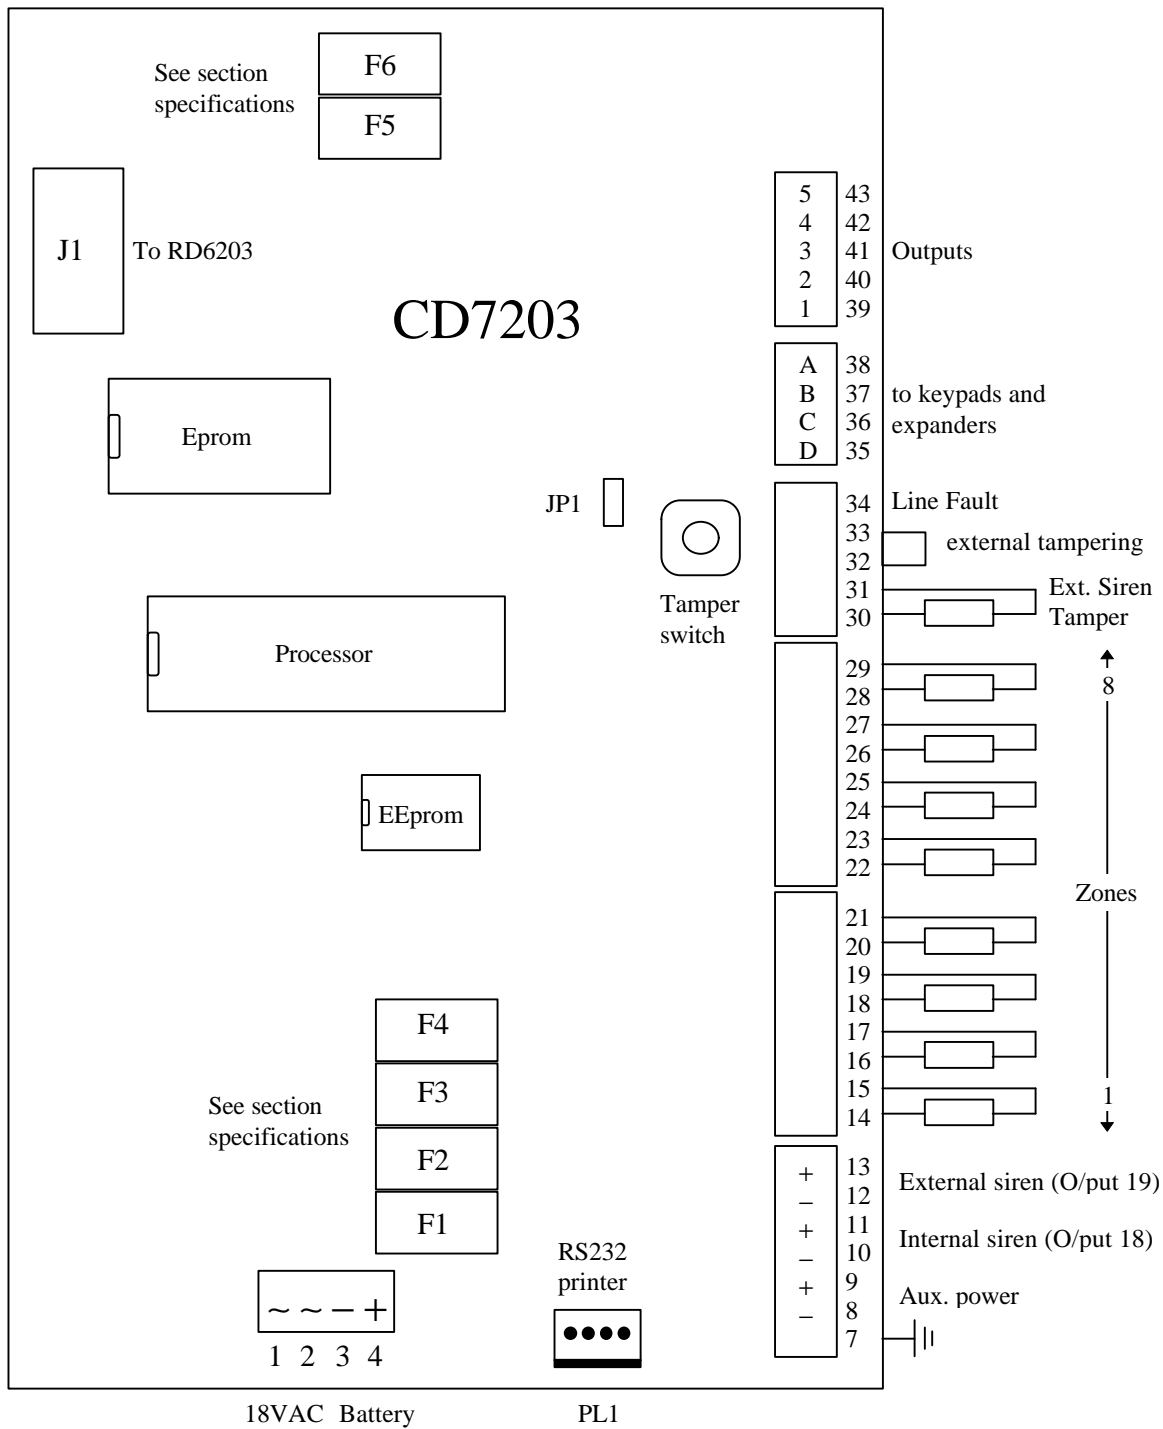 F6
See section
specifications
F5
5 43
4 42
J1 To RD6203
3 41 Outputs
2 40
1 39
CD7203
A 38
B 37 to keypads and
C 36 expanders
D 35
Eprom
JP1
34 Line Fault
33
32 external tampering
31 Ext. Siren
30 Tamper
Tamper
switch
Processor
29
28 8
27
26
25
24
EEprom
23
22
Zones
21
20
19
18
17
16
15 1
14
F4
F3
See section
specifications
F2
F1
+ 13
External siren (O/put 19)
– 12
+ 11
Internal siren (O/put 18)
– 10
+ 9
Aux. power
– 8
7
RS232
printer
~ ~ – +
1 2 3 4
18VAC Battery
PL1